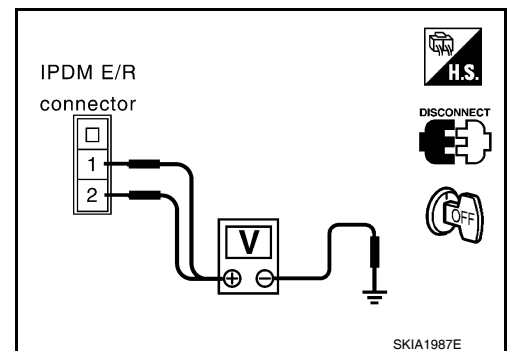 IPDM E/R
connector
H.S.
DISCONNECT
1
2
OFF
V
+ −
SKIA1987E